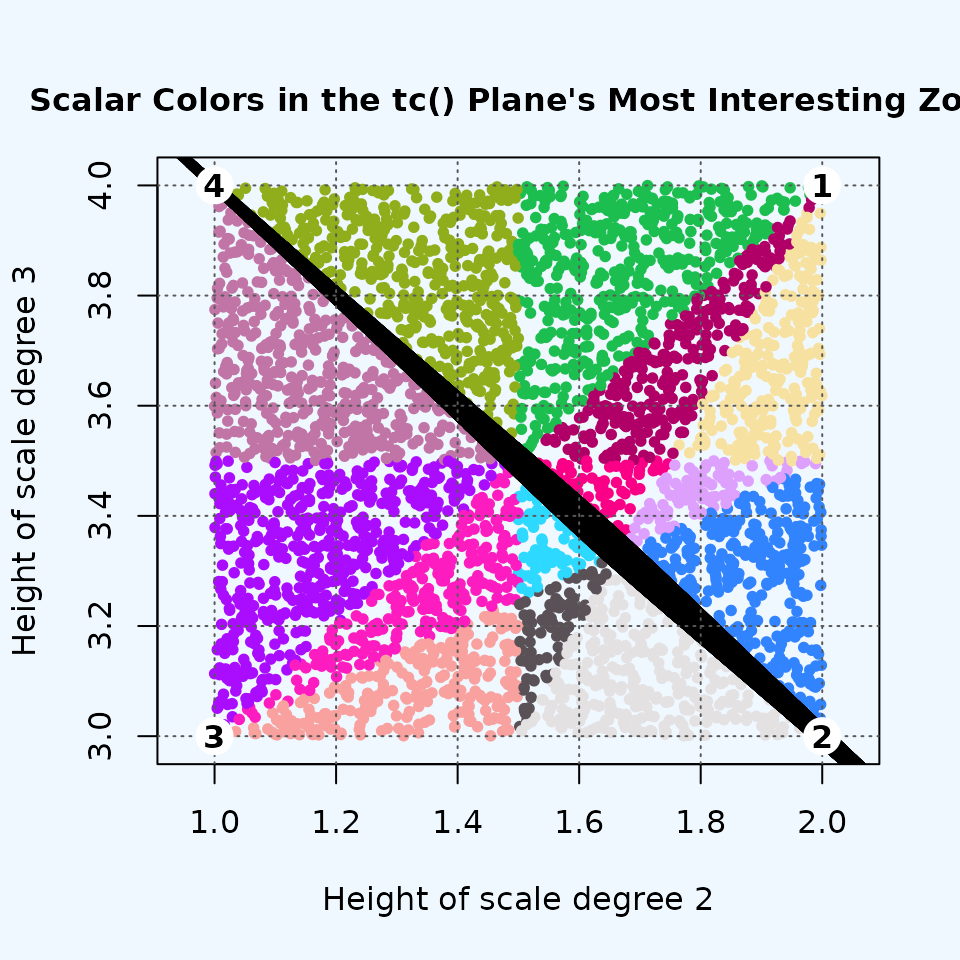 Scalar Colors in the tc() Plane's Most Interesting Zo
4
1
3
2
4.0
3.8
3.6
3.4
3.2
3.0
Height of scale degree 3
1.0 1.2 1.4 1.6 1.8 2.0
Height of scale degree 2